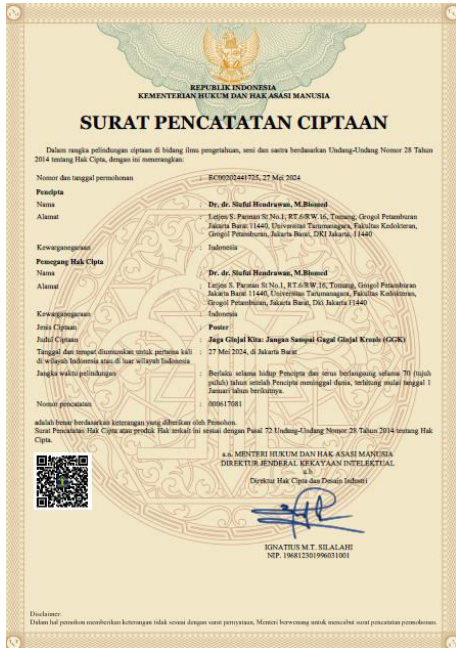 REPUBLIK INDONESIA
KEMENTERIAN HUKUM DAN HAK ASASI MANUSIA
SURAT PENCATATAN CIPTAAN
Dalam rangka pelindungan ciptaan di bidang ilmu pengetahuan, seni dan sastra berdasarkan Undang-Undang Nomor 28 Tahun
2014 tentang Hak Cipta, dengan ini menerangkan:
Nomor dan tanggal permohonan : EC00202441725, 27 Mei 2024
Pencipta
Nama : Dr. dr. Siufui Hendrawan, M.Biomed
Alamat : Letjen S. Parman St No.1, RT.6/RW.16, Tomang, Grogol Petamburan
Jakarta Barat 11440, Universitas Tarumanagara, Fakultas Kedokteran,
Grogol Petamburan, Jakarta Barat, DKI Jakarta, 11440
Kewarganegaraan : Indonesia
Pemegang Hak Cipta
Nama : Dr. dr. Siufui Hendrawan, M.Biomed
Alamat : Letjen S. Parman St No.1, RT.6/RW.16, Tomang, Grogol Petamburan
Jakarta Barat 11440, Universitas Tarumanagara, Fakultas Kedokteran,
Grogol Petamburan, Jakarta Barat, Dki Jakarta 11440
Kewarganegaraan : Indonesia
Jenis Ciptaan : Poster
Judul Ciptaan : Jaga Ginjal Kita: Jangan Sampai Gagal Ginjal Kronis (GGK)
Tanggal dan tempat diumumkan untuk pertama kali : 27 Mei 2024, di Jakarta Barat
di wilayah Indonesia atau di luar wilayah Indonesia
Jangka waktu pelindungan : Berlaku selama hidup Pencipta dan terus berlangsung selama 70 (tujuh
puluh) tahun setelah Pencipta meninggal dunia, terhitung mulai tanggal 1
Januari tahun berikutnya.
Nomor pencatatan : 000617081
adalah benar berdasarkan keterangan yang diberikan oleh Pemohon.
Surat Pencatatan Hak Cipta atau produk Hak terkait ini sesuai dengan Pasal 72 Undang-Undang Nomor 28 Tahun 2014 tentang Hak
Cipta.
a.n. MENTERI HUKUM DAN HAK ASASI MANUSIA
DIREKTUR JENDERAL KEKAYAAN INTELEKTUAL
u.b
Direktur Hak Cipta dan Desain Industri
IGNATIUS M.T. SILALAHI
NIP. 196812301996031001
Disclaimer:
Dalam hal pemohon memberikan keterangan tidak sesuai dengan surat pernyataan, Menteri berwenang untuk mencabut surat pencatatan permohonan.